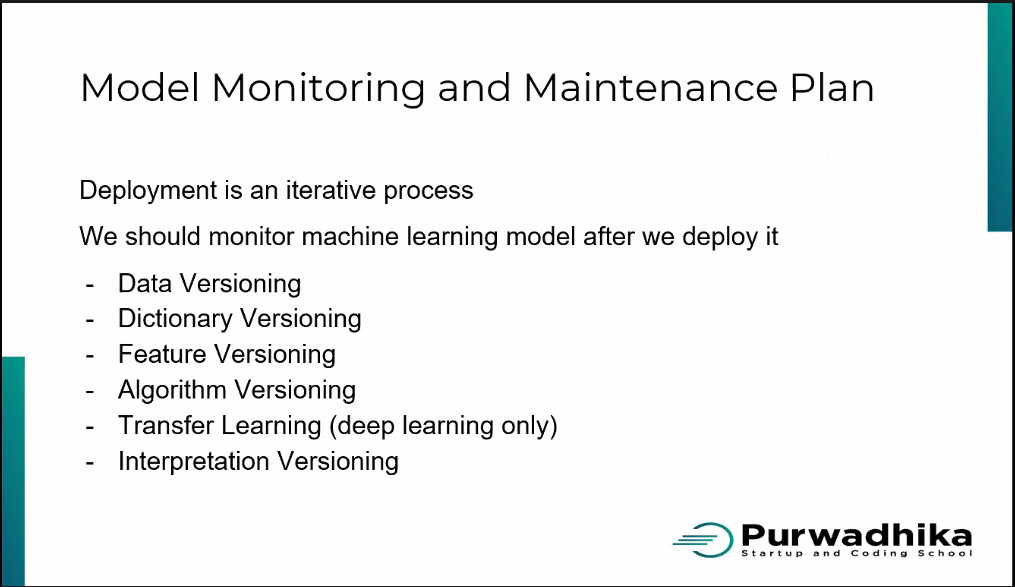 Model Monitoring and Maintenance Plan
Deployment is an iterative process
We should monitor machine learning model after we deploy it
- Data Versioning
- Dictionary Versioning
- Feature Versioning
- Algorithm Versioning
- Transfer Learning (deep learning only)
- Interpretation Versioning
Purwadhika
Startup and Coding School